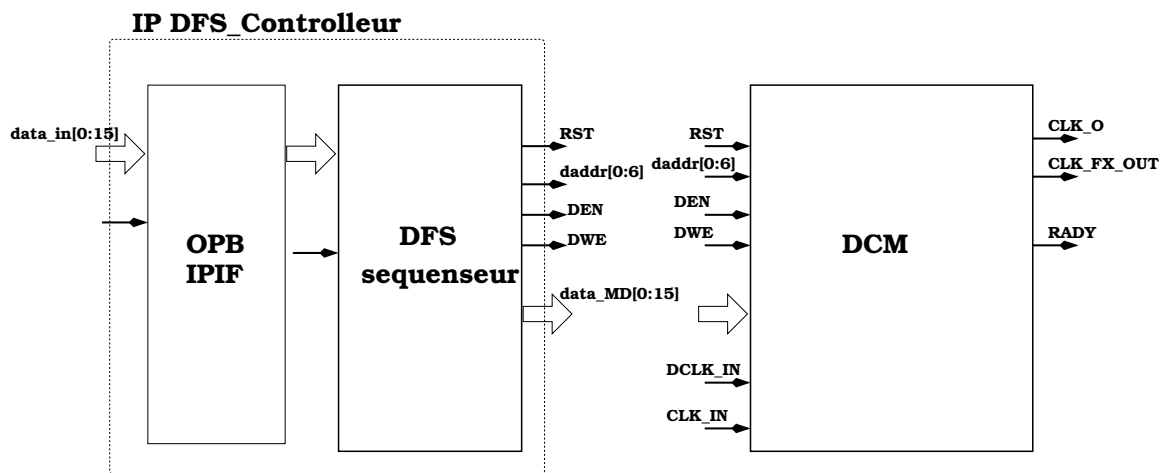 IP DFS_Controlleur
data_in[0:15]
OPB
IPIF
DFS
sequenseur
RST
daddr[0:6]
DEN
DWE
data_MD[0:15]
RST
daddr[0:6]
DEN
DWE
DCLK_IN
CLK_IN
DCM
CLK_O
CLK_FX_OUT
RADY